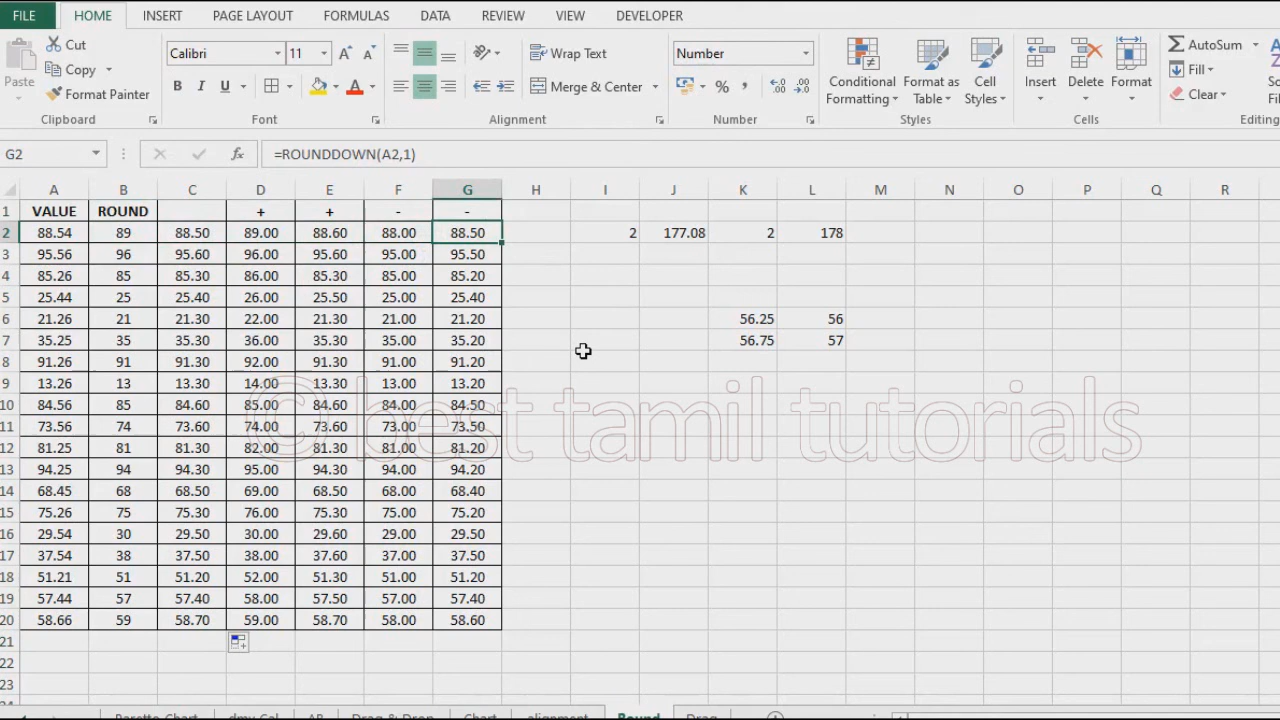 FILE HOME INSERT PAGE LAYOUT FORMULAS DATA REVIEW VIEW DEVELOPER
Paste
Cut
Copy
Format Painter
Calibri 11
B I U
Wrap Text
Merge & Center
Number
%
Conditional Formatting
Format as Table
Cell Styles
Insert Delete Format
AutoSum
Fill
Clear
Clipboard Font Alignment Number Styles Cells Editing
G2 fx =ROUNDDOWN(A2,1)
A B C D E F G H I J K L M N O P Q R
1 VALUE ROUND + + - -
2 88.54 89 88.50 89.00 88.60 88.00 88.50 2 177.08 2 178
3 95.56 96 95.60 96.00 95.60 95.00 95.50
4 85.26 85 85.30 86.00 85.30 85.00 85.20
5 25.44 25 25.40 26.00 25.50 25.00 25.40
6 21.26 21 21.30 22.00 21.30 21.00 21.20 56.25 56
7 35.25 35 35.30 36.00 35.30 35.00 35.20 56.75 57
8 91.26 91 91.30 92.00 91.30 91.00 91.20
9 13.26 13 13.30 14.00 13.30 13.00 13.20
10 84.56 85 84.60 85.00 84.60 84.00 84.50
11 73.56 74 73.60 74.00 73.60 73.00 73.50
© best tamil tutorials
12 81.25 81 81.30 82.00 81.30 81.00 81.20
13 94.25 94 94.30 95.00 94.30 94.00 94.20
14 68.45 68 68.50 69.00 68.50 68.00 68.40
15 75.26 75 75.30 76.00 75.30 75.00 75.20
16 29.54 30 29.50 30.00 29.60 29.00 29.50
17 37.54 38 37.50 38.00 37.60 37.00 37.50
18 51.21 51 51.20 52.00 51.30 51.00 51.20
19 57.44 57 57.40 58.00 57.50 57.00 57.40
20 58.66 59 58.70 59.00 58.70 58.00 58.60
21
22
23
24
Paretto Chart dmy Cal AB Drag & Drop Chart alignment Round Drag